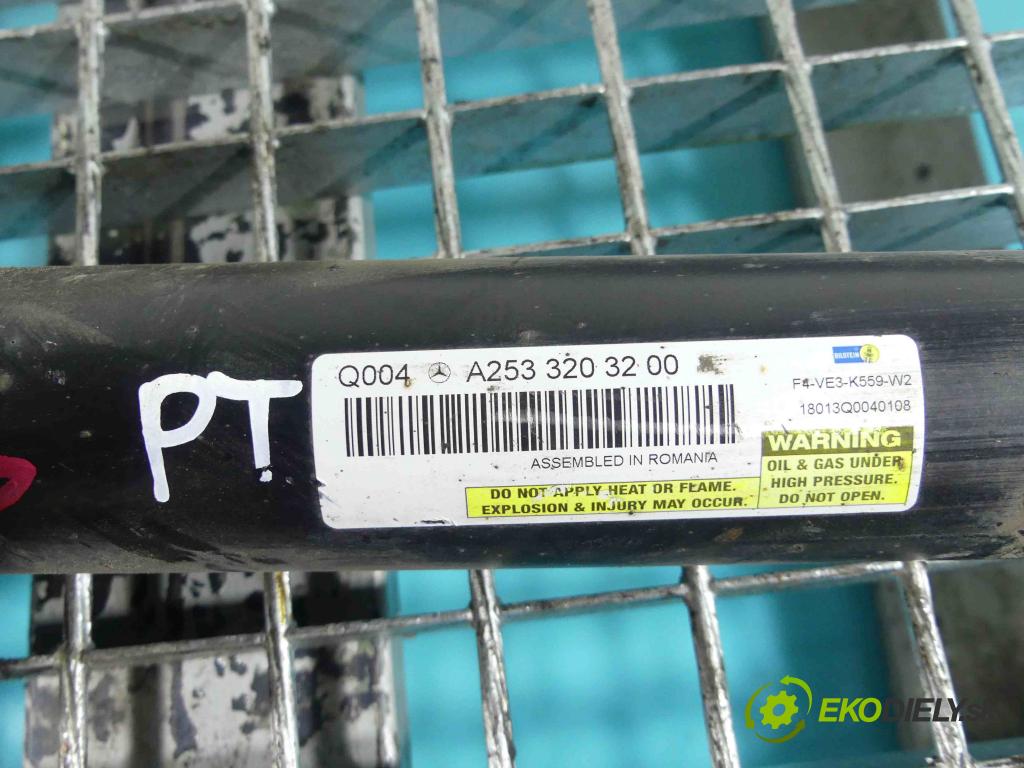 PT
Q004 A253 320 32 00
BILSTEIN
F4-VE3-K559-W2
18013Q0040108
ASSEMBLED IN ROMANIA
DO NOT APPLY HEAT OR FLAME.
EXPLOSION & INJURY MAY OCCUR.
WARNING
OIL & GAS UNDER
HIGH PRESSURE.
DO NOT OPEN.
EKODIELY.sk